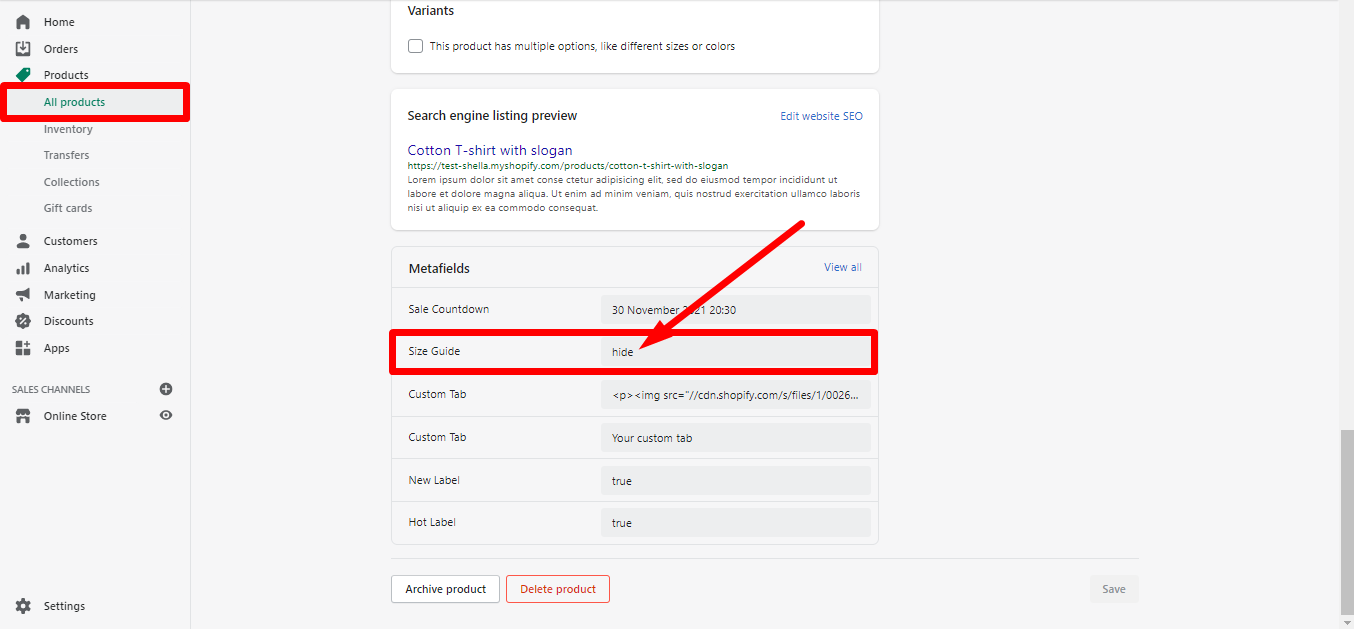 Home
Orders
Products
All products
Inventory
Transfers
Collections
Gift cards
Customers
Analytics
Marketing
Discounts
Apps
SALES CHANNELS
Online Store
Settings
Variants
This product has multiple options, like different sizes or colors
Search engine listing preview
Edit website SEO
Cotton T-shirt with slogan
https://test-shella.myshopify.com/products/cotton-t-shirt-with-slogan
Lorem ipsum dolor sit amet conse ctetur adipisicing elit, sed do eiusmod tempor incididunt ut
labore et dolore magna aliqua. Ut enim ad minim veniam, quis nostrud exercitation ullamco laboris
nisi ut aliquip ex ea commodo consequat.
Metafields
View all
Sale Countdown
30 November 2021 20:30
Size Guide
hide
Custom Tab
<p><img src="//cdn.shopify.com/s/files/1/0026...
Custom Tab
Your custom tab
New Label
true
Hot Label
true
Archive product
Delete product
Save